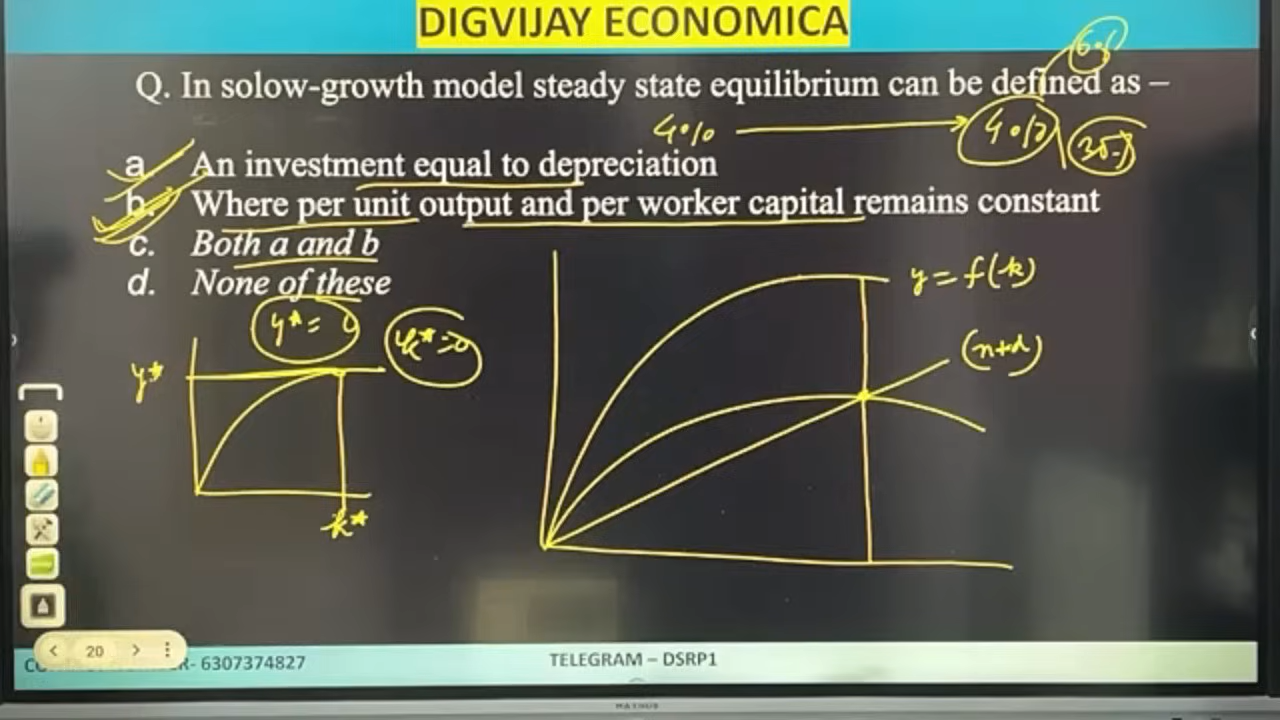 DIGVIJAY ECONOMICA
Q. In solow-growth model steady state equilibrium can be defined as –
40%
40%
a. An investment equal to depreciation
b. Where per unit output and per worker capital remains constant
c. Both a and b
d. None of these
y* = 0
k* = 0
y*
k*
y = f(k)
(n+d)
20
R- 6307374827
TELEGRAM – DSRP1